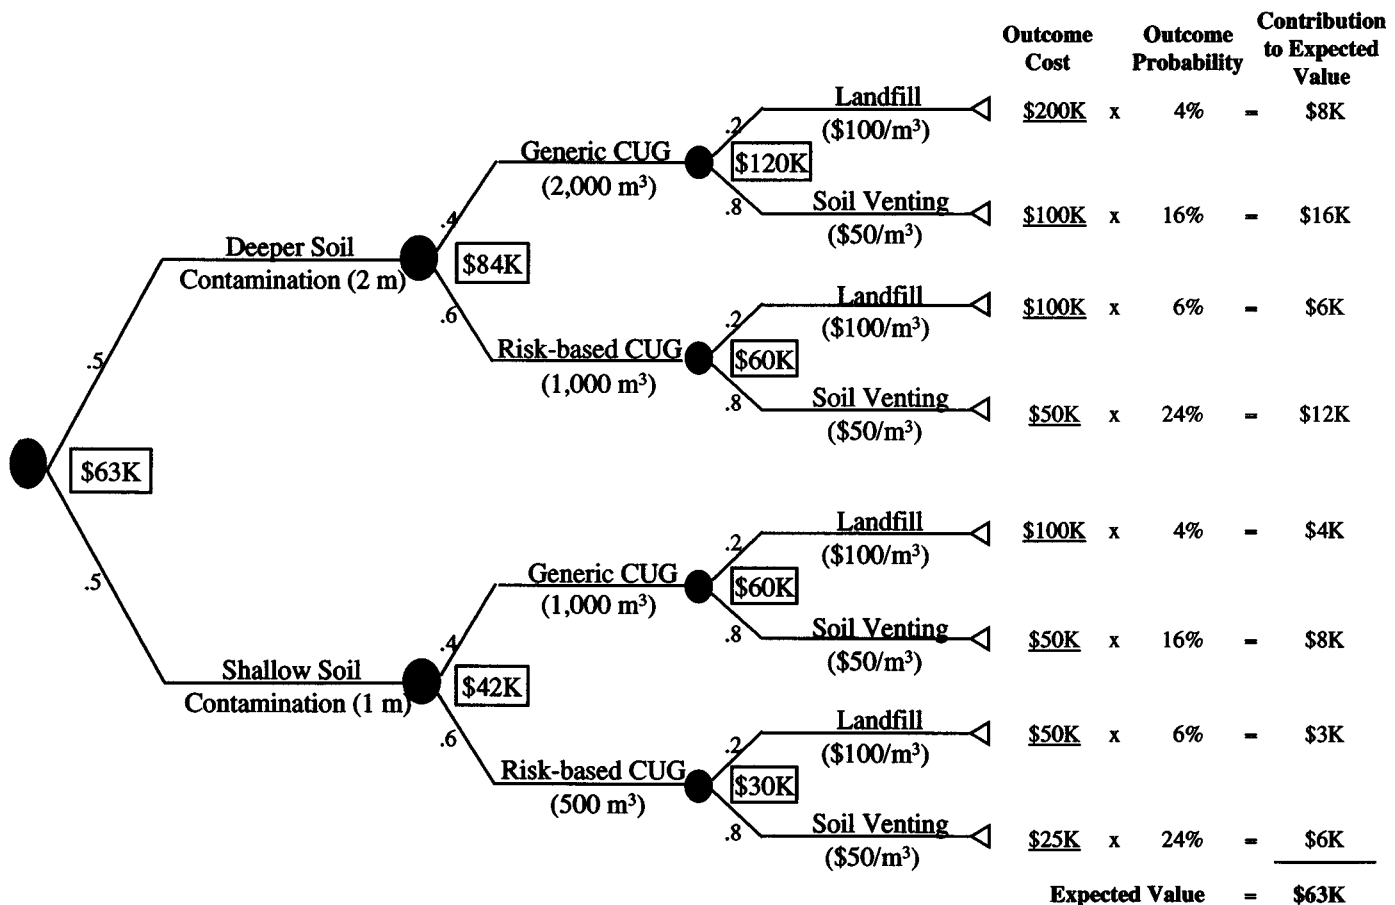 Outcome Cost
Outcome Probability
Contribution to Expected Value
Landfill
($100/m³)
.2
$200K x 4% = $8K
Generic CUG
(2,000 m³)
$120K
.8
Soil Venting
($50/m³)
$100K x 16% = $16K
.4
Deeper Soil
Contamination (2 m)
$84K
.6
Landfill
($100/m³)
.2
$100K x 6% = $6K
Risk-based CUG
(1,000 m³)
$60K
.8
Soil Venting
($50/m³)
$50K x 24% = $12K
.5
$63K
.5
Landfill
($100/m³)
.2
$100K x 4% = $4K
Generic CUG
(1,000 m³)
$60K
.8
Soil Venting
($50/m³)
$50K x 16% = $8K
.4
Shallow Soil
Contamination (1 m)
$42K
.6
Landfill
($100/m³)
.2
$50K x 6% = $3K
Risk-based CUG
(500 m³)
$30K
.8
Soil Venting
($50/m³)
$25K x 24% = $6K
Expected Value = $63K